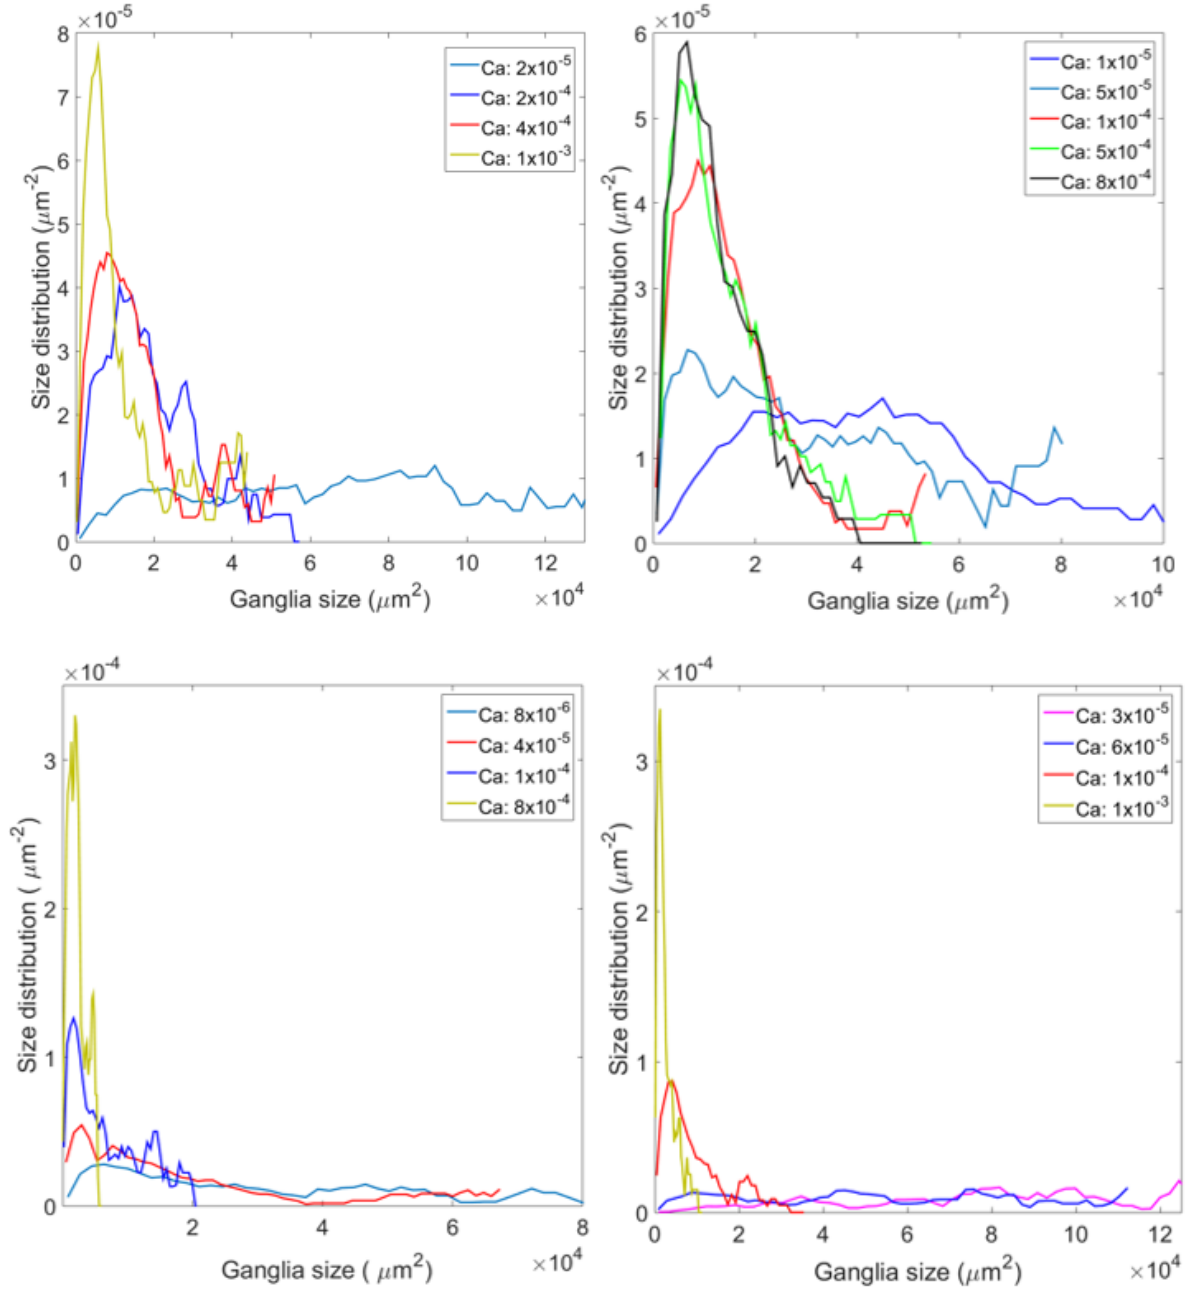 ×10⁻⁵
8
7
6
5
4
3
2
1
0
Size distribution (μm⁻²)
Ca: 2x10⁻⁵
Ca: 2x10⁻⁴
Ca: 4x10⁻⁴
Ca: 1x10⁻³
0 2 4 6 8 10 12
Ganglia size (μm²)
×10⁴
×10⁻⁵
6
5
4
3
2
1
0
Size distribution (μm⁻²)
Ca: 1x10⁻⁵
Ca: 5x10⁻⁵
Ca: 1x10⁻⁴
Ca: 5x10⁻⁴
Ca: 8x10⁻⁴
0 2 4 6 8 10
Ganglia size (μm²)
×10⁴
×10⁻⁴
3
2
1
0
Size distribution ( μm⁻²)
Ca: 8x10⁻⁶
Ca: 4x10⁻⁵
Ca: 1x10⁻⁴
Ca: 8x10⁻⁴
2 4 6 80
Ganglia size ( μm²)
×10⁴
×10⁻⁴
3
2
1
0
Size distribution (μm⁻²)
Ca: 3x10⁻⁵
Ca: 6x10⁻⁵
Ca: 1x10⁻⁴
Ca: 1x10⁻³
0 2 4 6 8 10 12
Ganglia size (μm²)
×10⁴